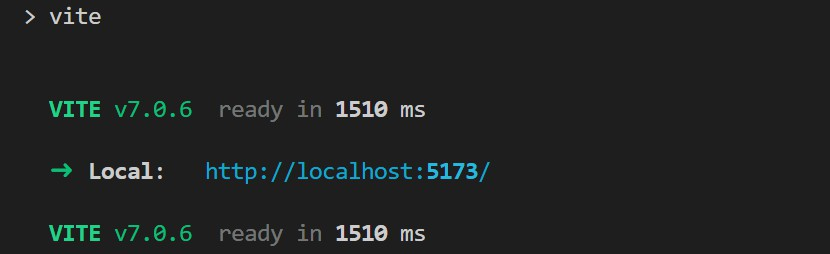 > vite
VITE v7.0.6 ready in 1510 ms
➜ Local: http://localhost:5173/
VITE v7.0.6 ready in 1510 ms